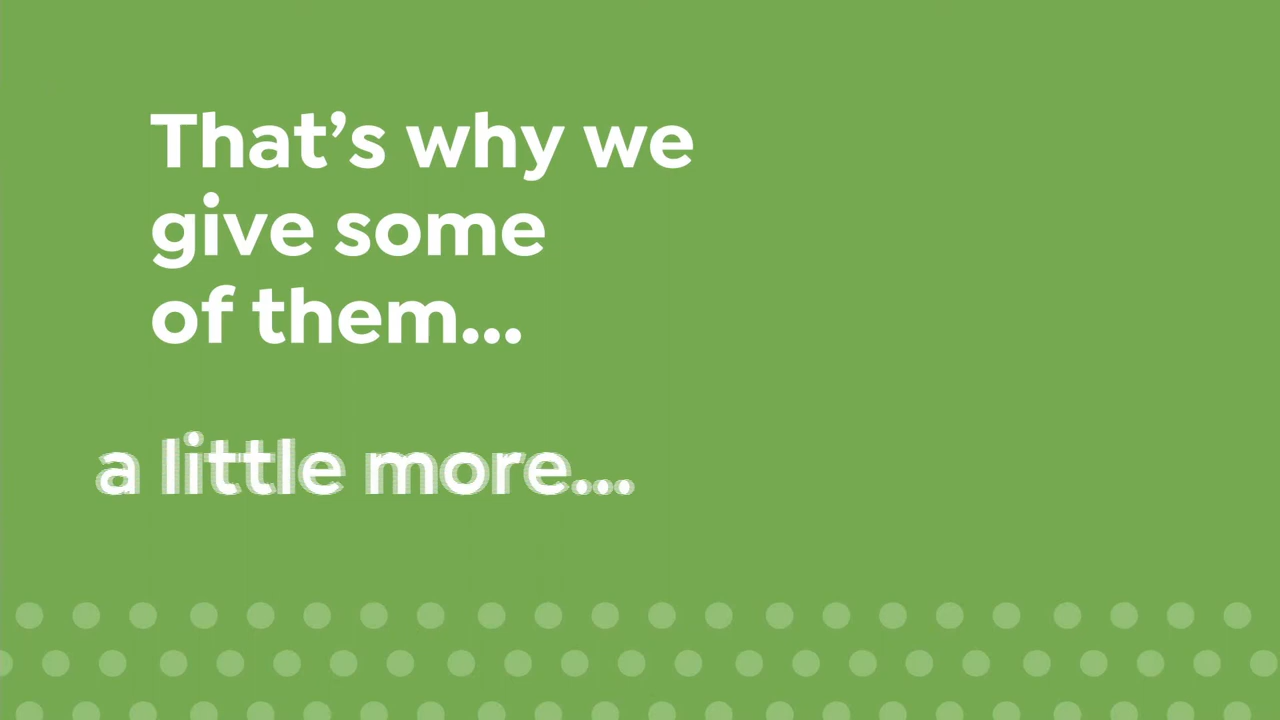 That’s why we
give some
of them...
a little more...